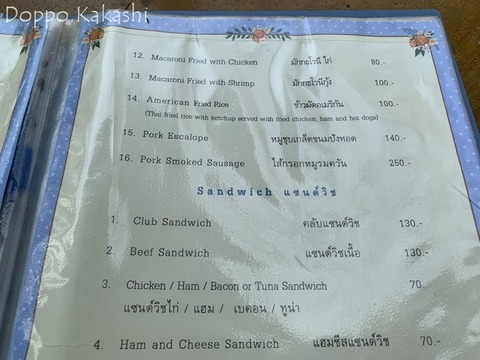 Doppo Kakashi
12. Macaroni Fried with Chicken มักกะโรนี ไก่ 80.-
13. Macaroni Fried with Shrimp มักกะโรนีกุ้ง 100.-
14. American Fried Rice ข้าวผัดอเมริกัน 100.-
(Thai fried rice with ketchup served with fried chicken, ham and hot dogs)
15. Pork Escalope หมูชุบเกล็ดขนมปังทอด 140.-
16. Pork Smoked Sausage ไส้กรอกหมูรมควัน 250.-
Sandwich แซนด์วิช
1. Club Sandwich คลับแซนด์วิช 130.-
2. Beef Sandwich แซนด์วิชเนื้อ 130.-
3. Chicken / Ham / Bacon or Tuna Sandwich 70.
แซนด์วิชไก่ / แฮม / เบคอน / ทูน่า
4. Ham and Cheese Sandwich แฮมชีสแซนด์วิช 70.-